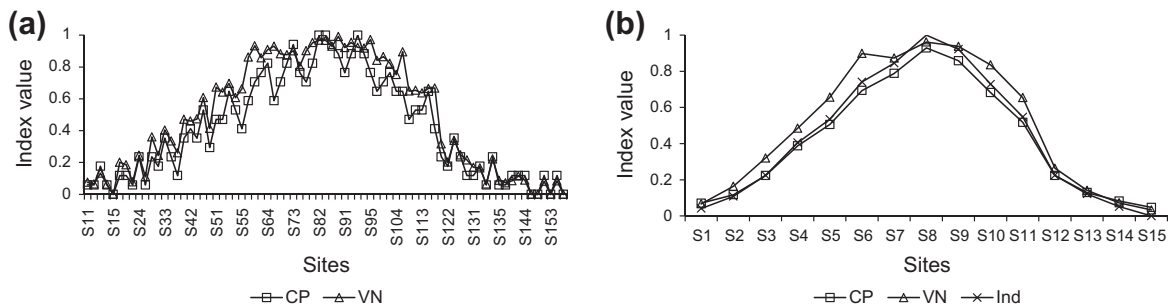 (a)
Index value
1
0.8
0.6
0.4
0.2
0
S11 S15 S24 S33 S42 S51 S55 S64 S73 S82 S91 S95 S104 S113 S122 S131 S135 S144 S153
Sites
CP VN
(b)
Index value
1
0.8
0.6
0.4
0.2
0
S1 S2 S3 S4 S5 S6 S7 S8 S9 S10 S11 S12 S13 S14 S15
Sites
CP VN Ind